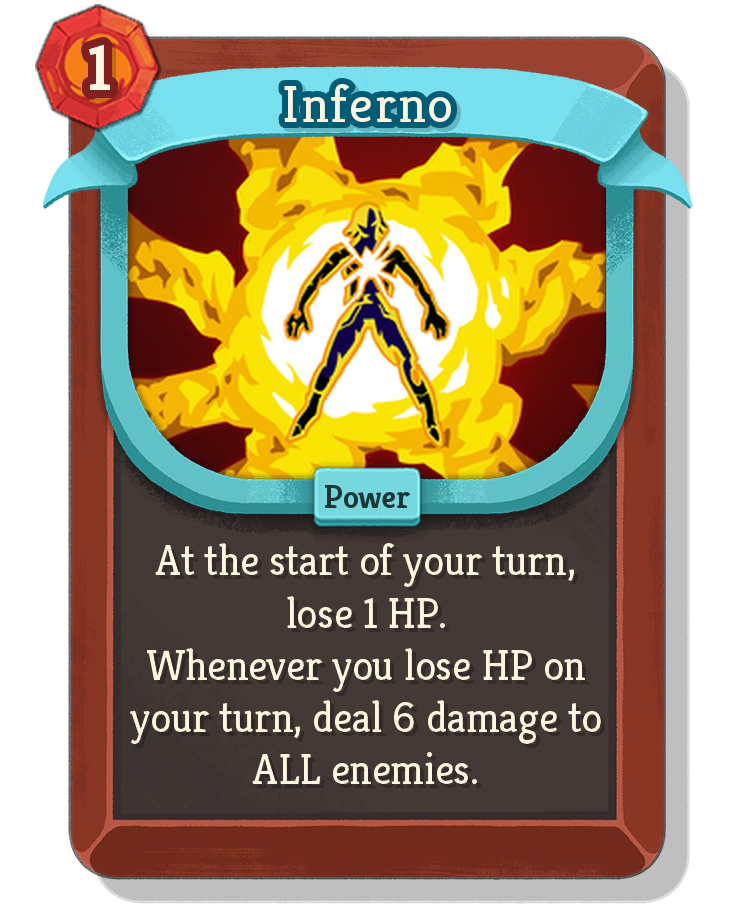 1
Inferno
Power
At the start of your turn,
lose 1 HP.
Whenever you lose HP on
your turn, deal 6 damage to
ALL enemies.